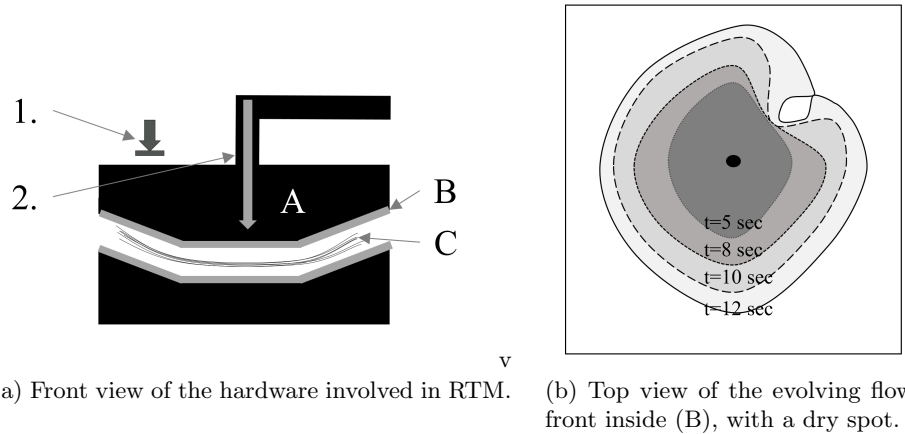 1.
2.
A
B
C
t=5 sec
t=8 sec
t=10 sec
t=12 sec
v
a) Front view of the hardware involved in RTM.
(b) Top view of the evolving flow
front inside (B), with a dry spot.